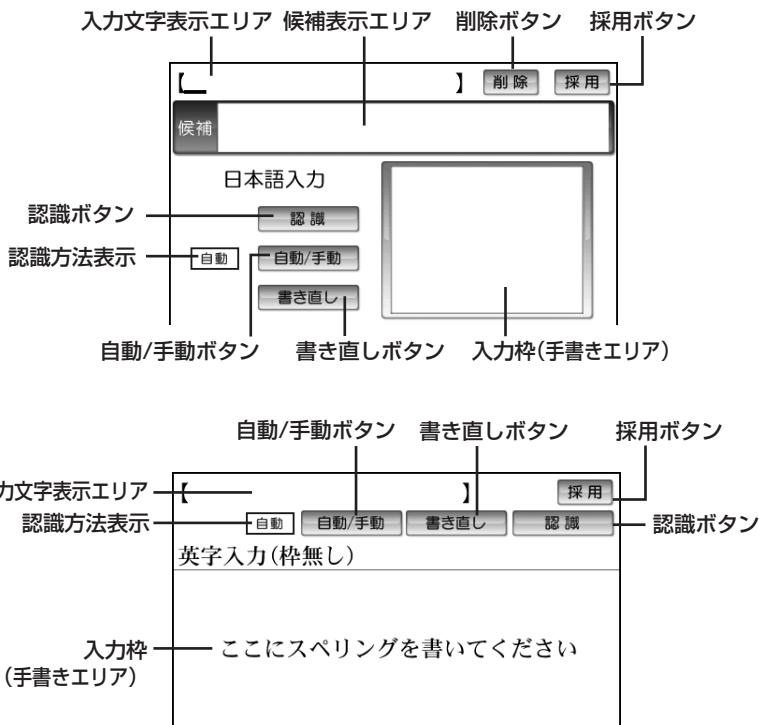 入力文字表示エリア 候補表示エリア 削除ボタン 採用ボタン
【 】 削除 採用
候補
日本語入力
認識ボタン 認識
認識方法表示 自動 自動/手動
書き直し
自動/手動ボタン 書き直しボタン 入力枠(手書きエリア)
自動/手動ボタン 書き直しボタン 採用ボタン
力文字表示エリア 【 】 採用
認識方法表示 自動 自動/手動 書き直し 認識 認識ボタン
英字入力(枠無し)
入力枠 ここにスペリングを書いてください
(手書きエリア)